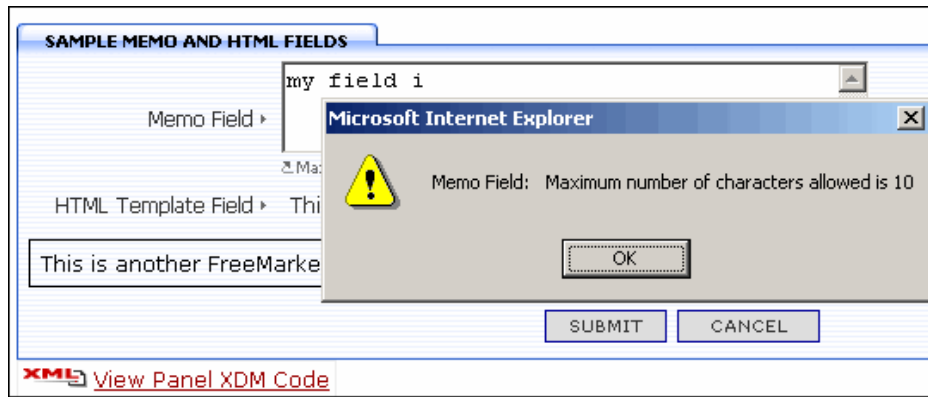 SAMPLE MEMO AND HTML FIELDS
my field i
Memo Field
Microsoft Internet Explorer
Memo Field: Maximum number of characters allowed is 10
OK
HTML Template Field
This is another
SUBMIT CANCEL
XML View Panel XDM Code